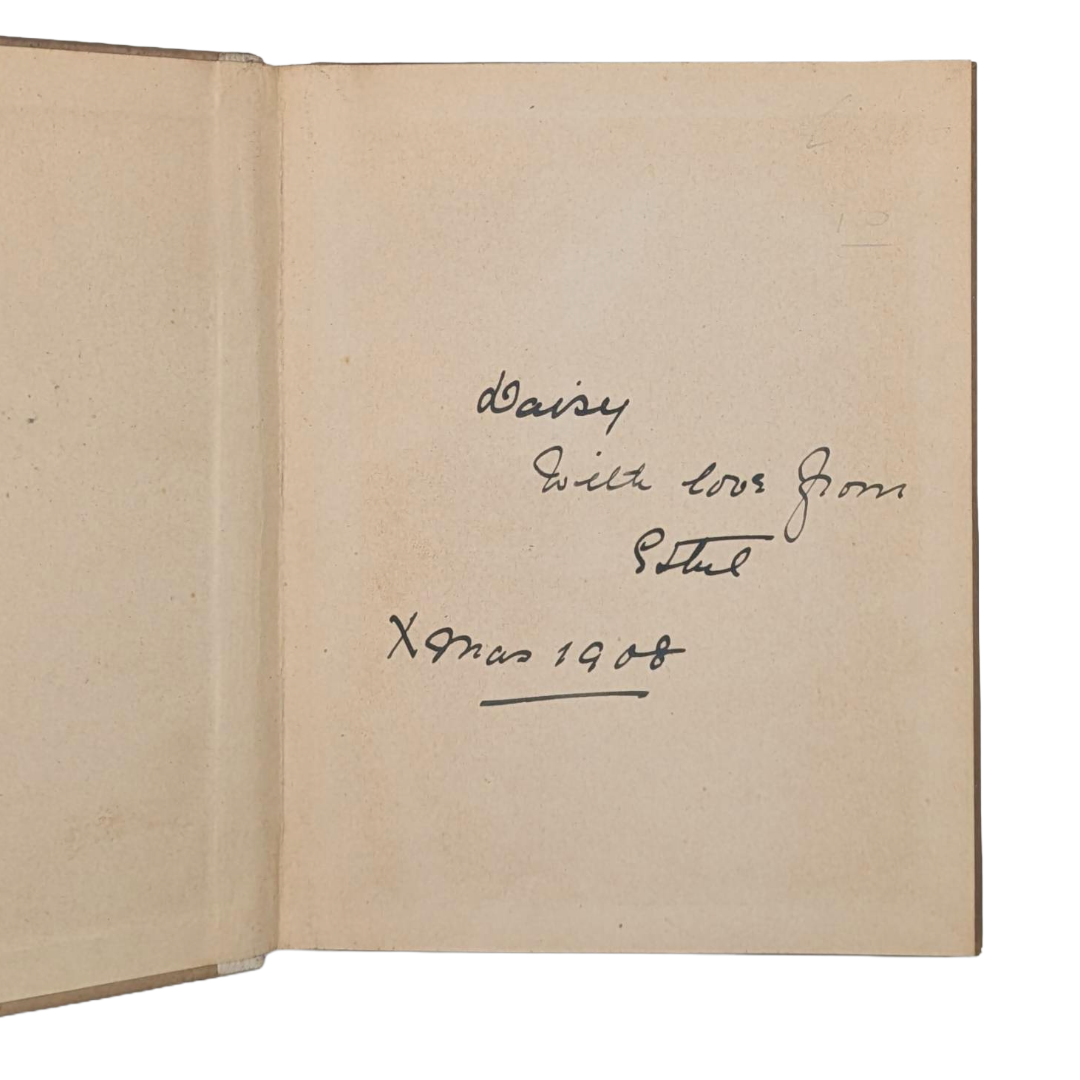 Daisy
With love from
Ethel
Xmas 1908